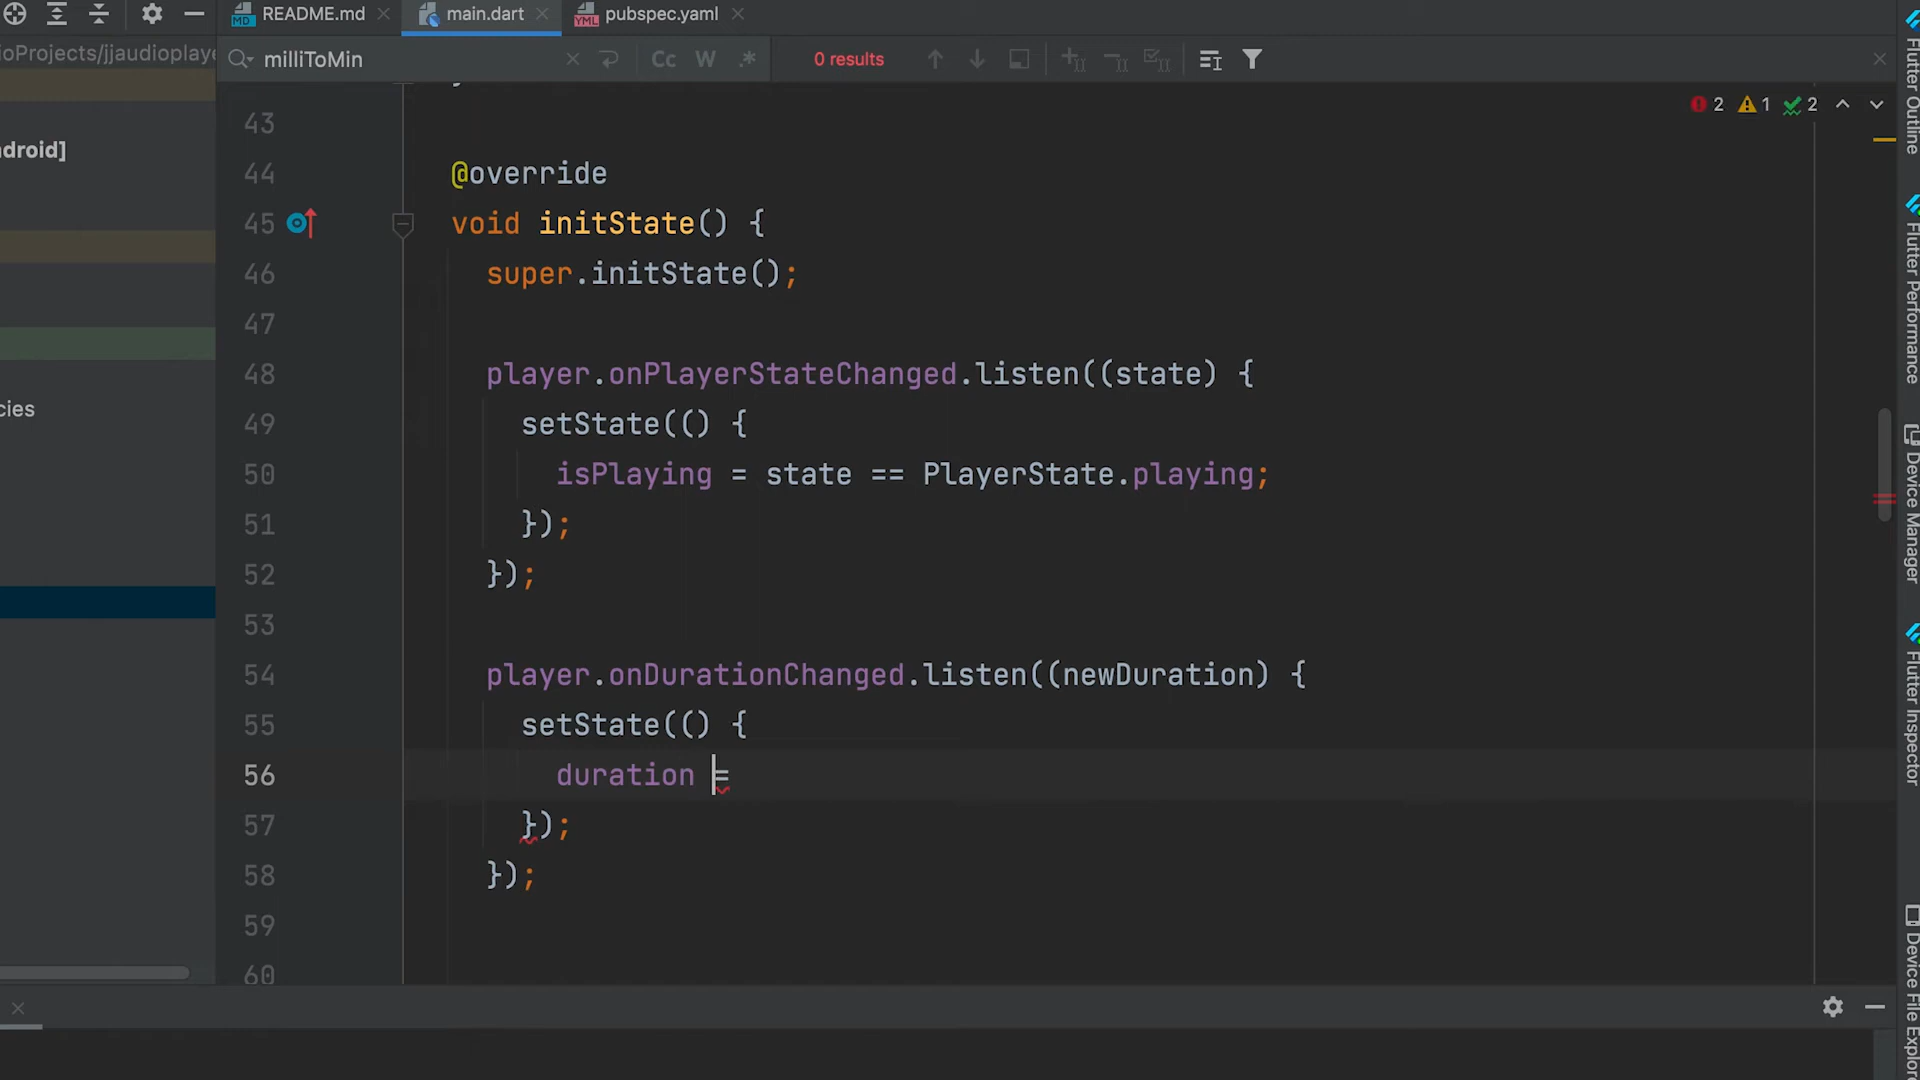 README.md
main.dart
pubspec.yaml
ioProjects/jjaudioplaye
milliToMin
Cc W .*
0 results
2 1 2
ndroid]
cies
43
44 @override
45 void initState() {
46 super.initState();
47
48 player.onPlayerStateChanged.listen((state) {
49 setState(() {
50 isPlaying = state == PlayerState.playing;
51 });
52 });
53
54 player.onDurationChanged.listen((newDuration) {
55 setState(() {
56 duration =
57 });
58 });
59
60
Flutter Outline
Flutter Performance
Device Manager
Flutter Inspector
Device File Explore